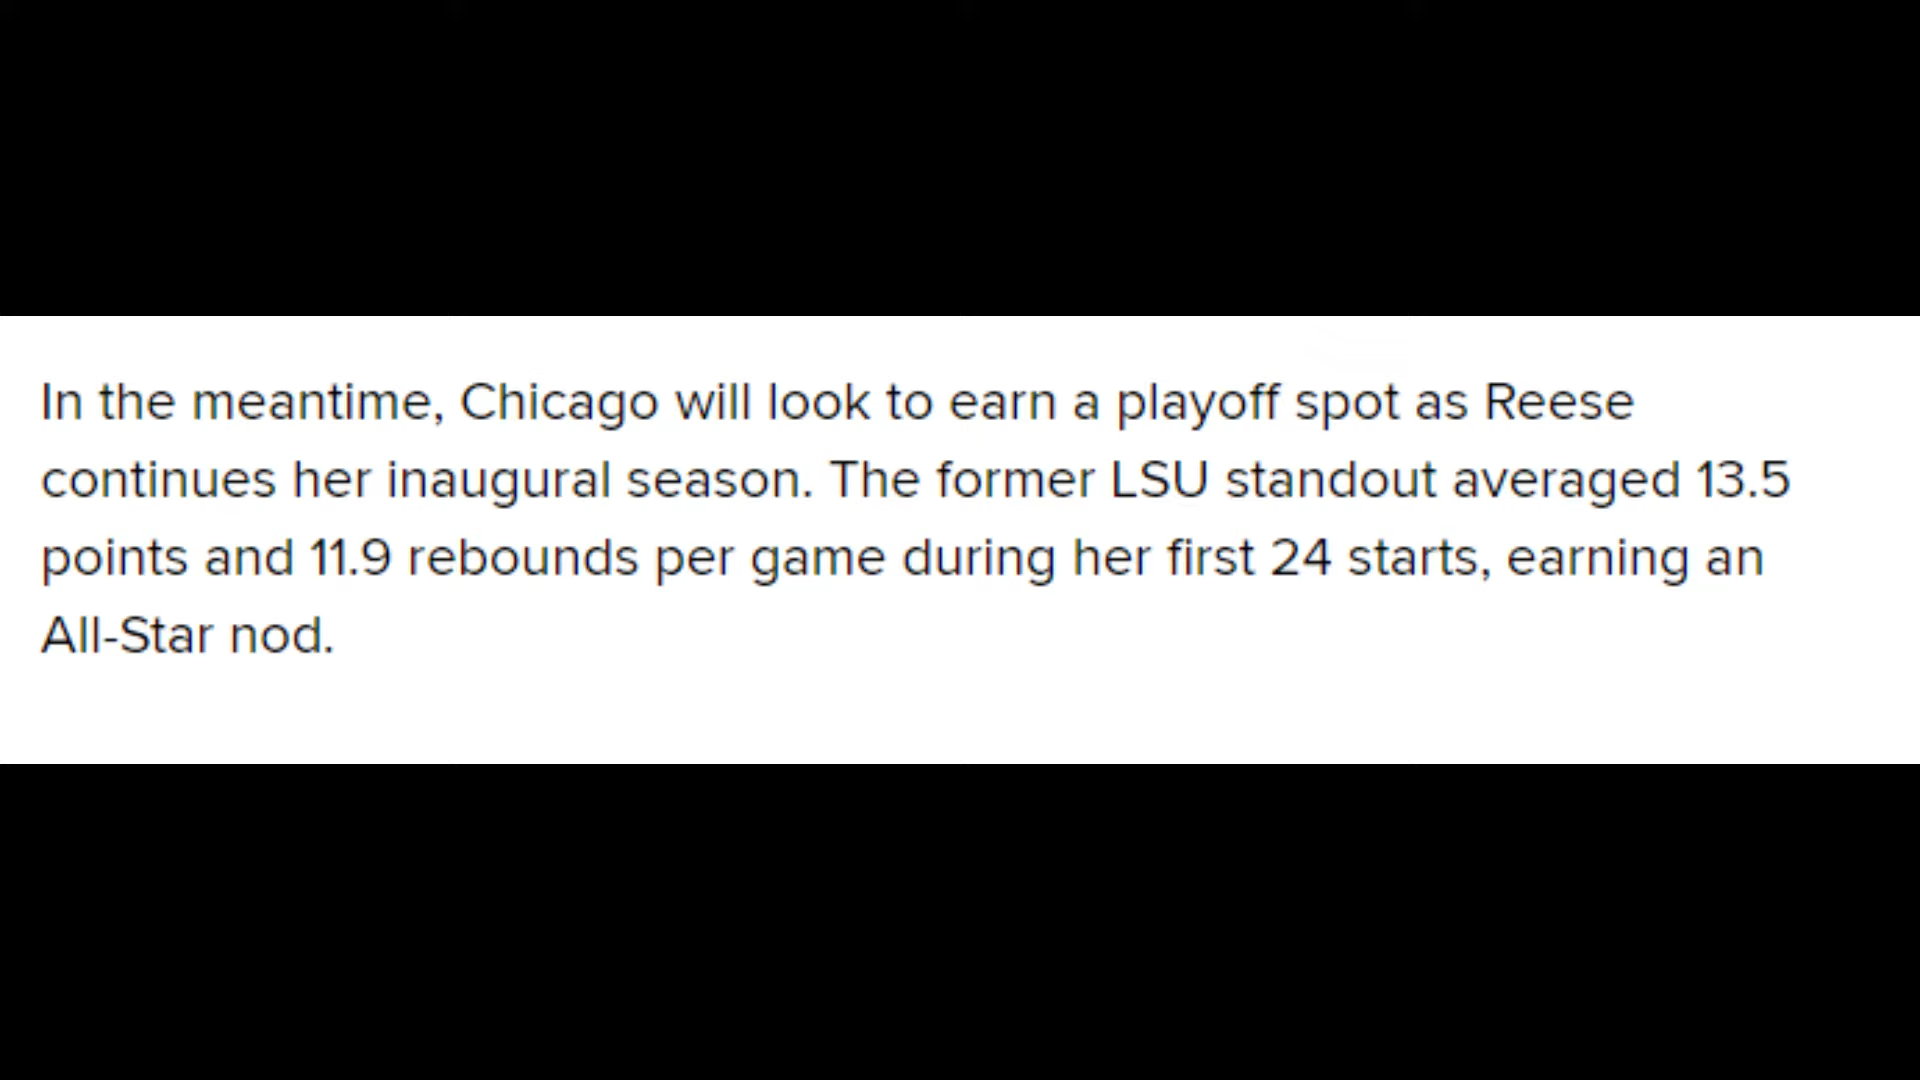 In the meantime, Chicago will look to earn a playoff spot as Reese
continues her inaugural season. The former LSU standout averaged 13.5
points and 11.9 rebounds per game during her first 24 starts, earning an
All-Star nod.